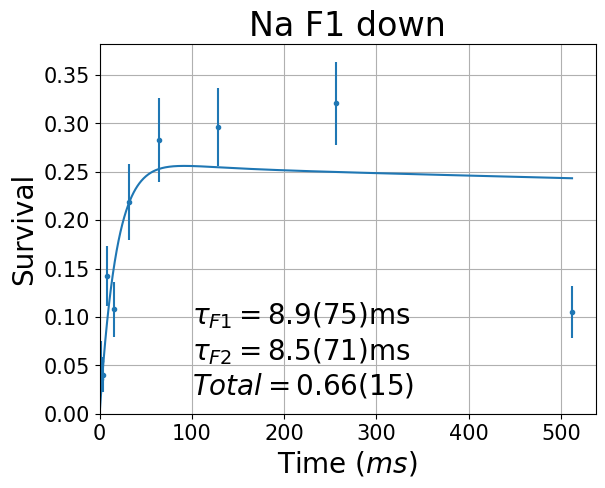 Na F1 down
Survival
0.35
0.30
0.25
0.20
0.15
0.10
0.05
0.00
τF1 = 8.9(75)ms
τF2 = 8.5(71)ms
Total = 0.66(15)
0 100 200 300 400 500
Time (ms)